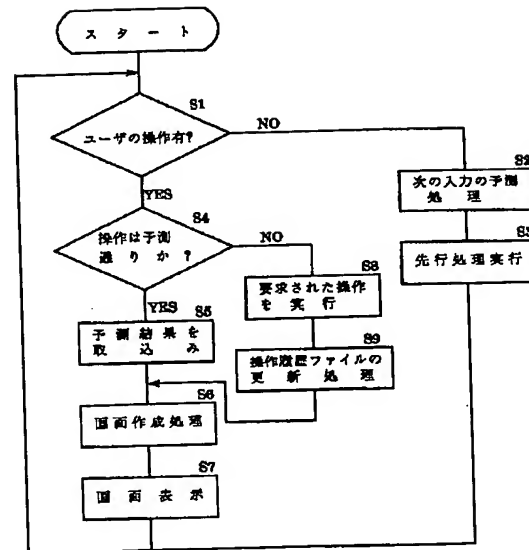 スタート
S1
ユーザの操作有?
NO
S2
次の入力の予測
処理
YES
S4
S3
操作は予測
通りか?
NO
先行処理実行
S8
要求された操作
を実行
YES
S5
予測結果を
取込み
S9
操作履歴ファイルの
更新処理
S6
画面作成処理
S7
画面表示